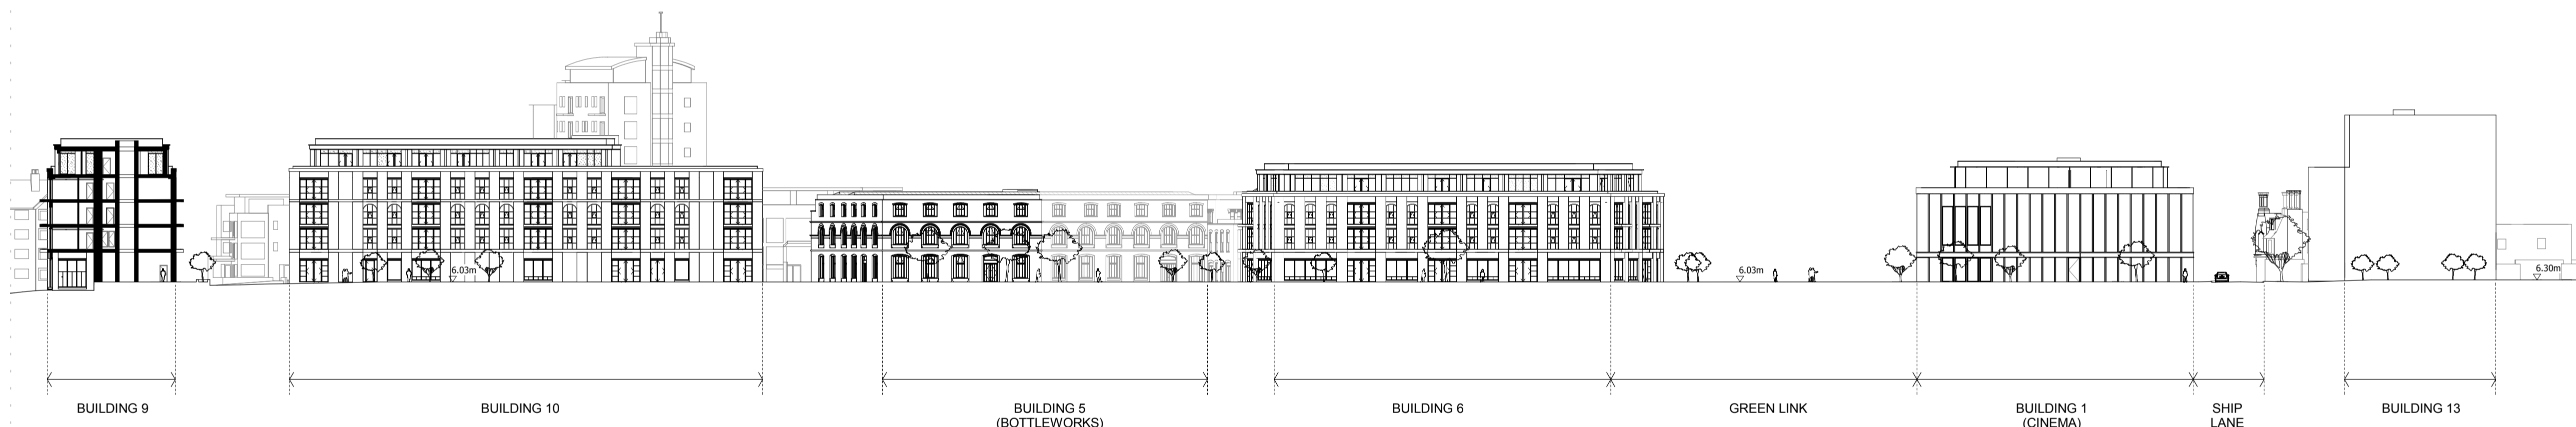 6.03m
6.03m
6.30m
BUILDING 9
BUILDING 10
BUILDING 5
(BOTTLEWORKS)
BUILDING 6
GREEN LINK
BUILDING 1
(CINEMA)
SHIP
LANE
BUILDING 13